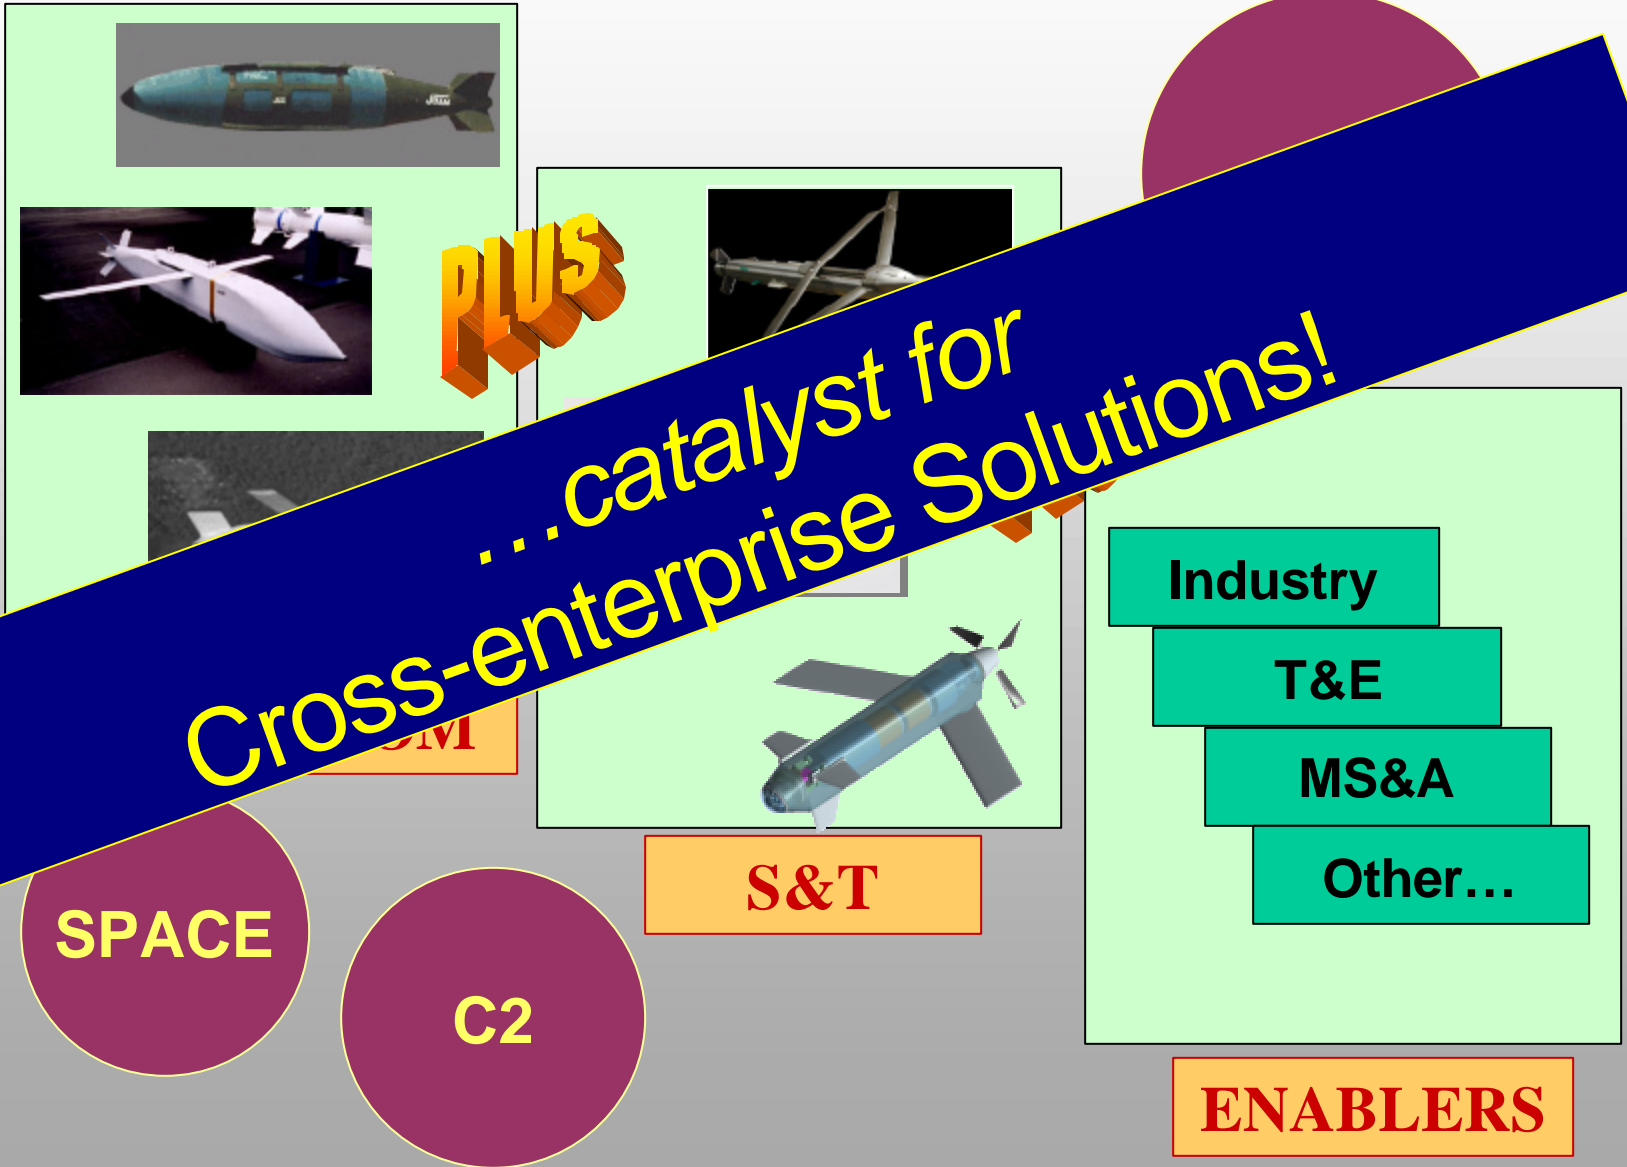 PLUS
…catalyst for
Cross-enterprise Solutions!
Industry
T&E
MS&A
Other…
S&T
SPACE
C2
ENABLERS